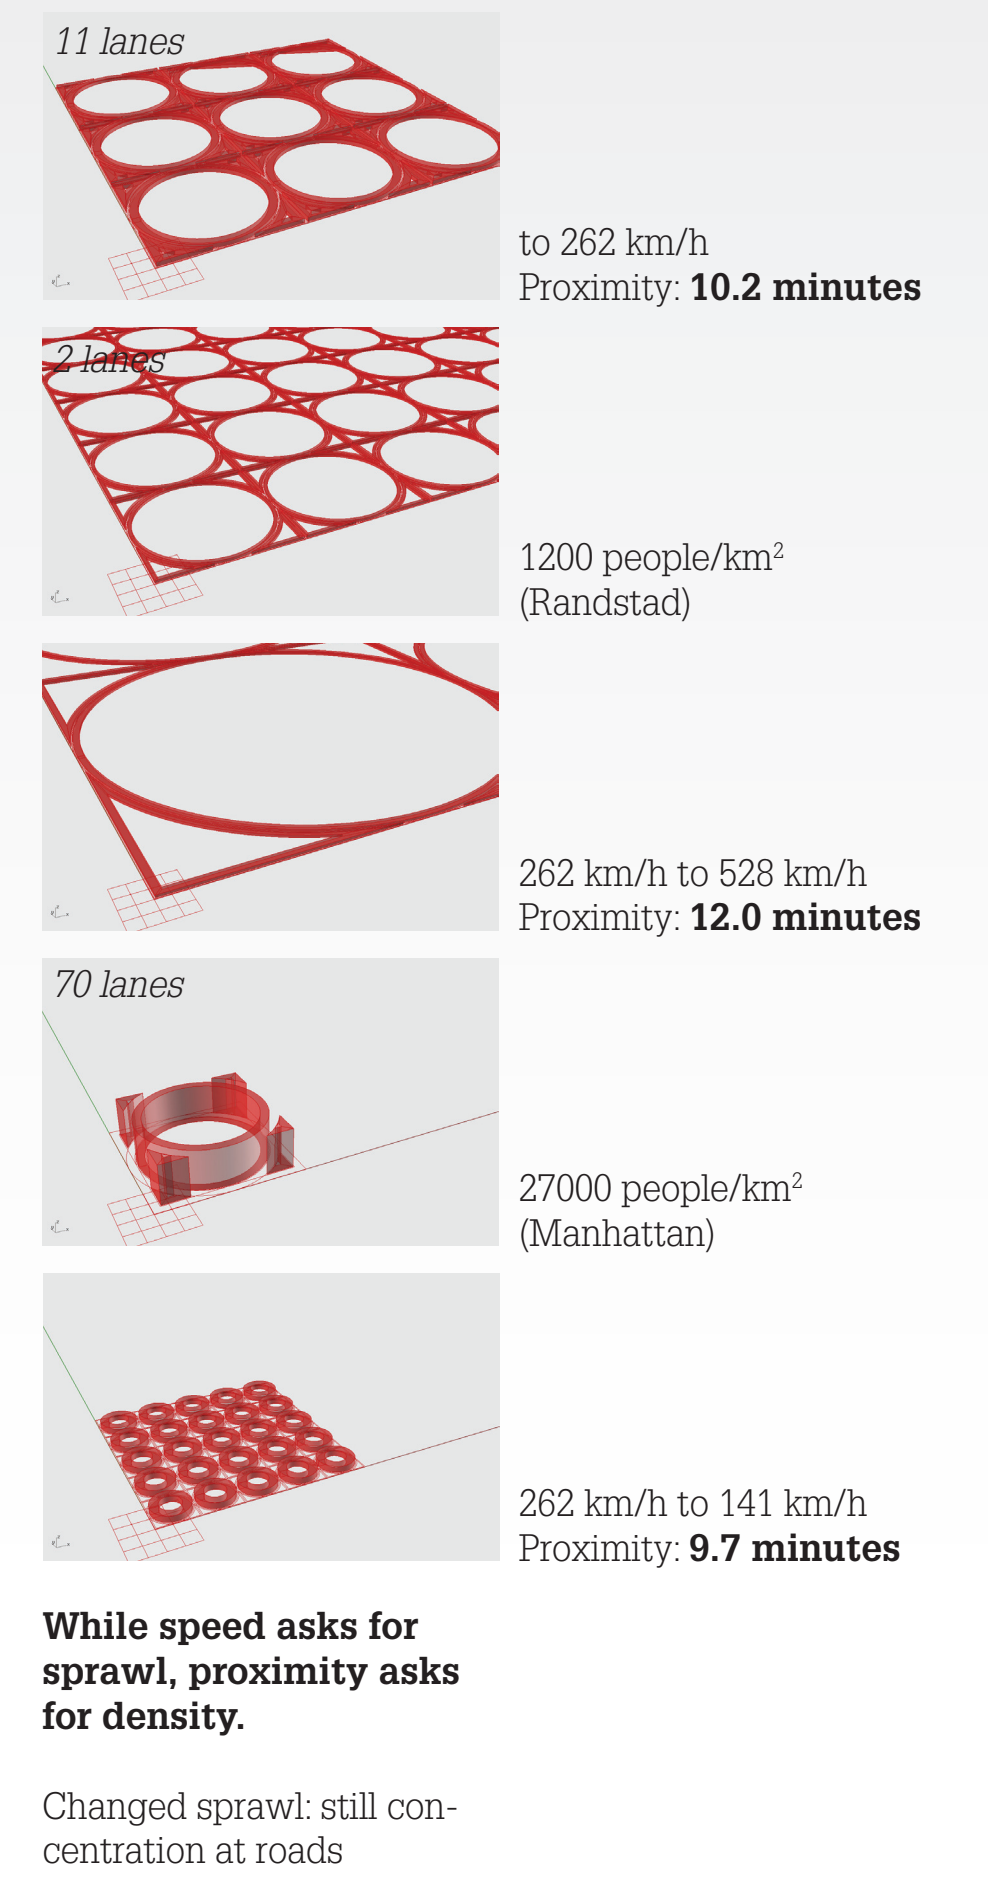 11 lanes
to 262 km/h
Proximity: 10.2 minutes
2 lanes
1200 people/km²
(Randstad)
262 km/h to 528 km/h
Proximity: 12.0 minutes
70 lanes
27000 people/km²
(Manhattan)
262 km/h to 141 km/h
Proximity: 9.7 minutes
While speed asks for
sprawl, proximity asks
for density.
Changed sprawl: still con-
centration at roads